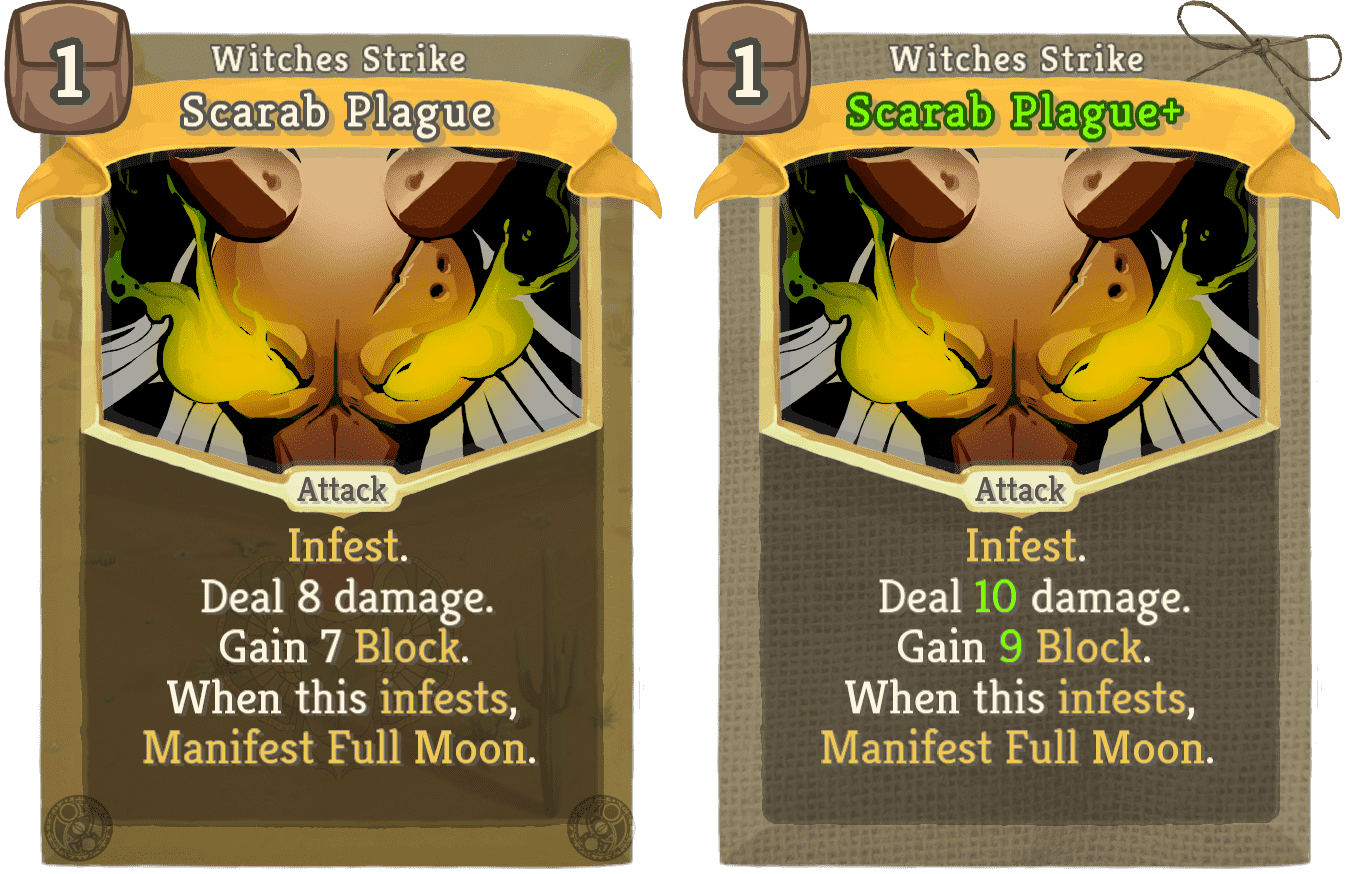 1
Witches Strike
Scarab Plague
Attack
Infest.
Deal 8 damage.
Gain 7 Block.
When this infests,
Manifest Full Moon.
1
Witches Strike
Scarab Plague+
Attack
Infest.
Deal 10 damage.
Gain 9 Block.
When this infests,
Manifest Full Moon.